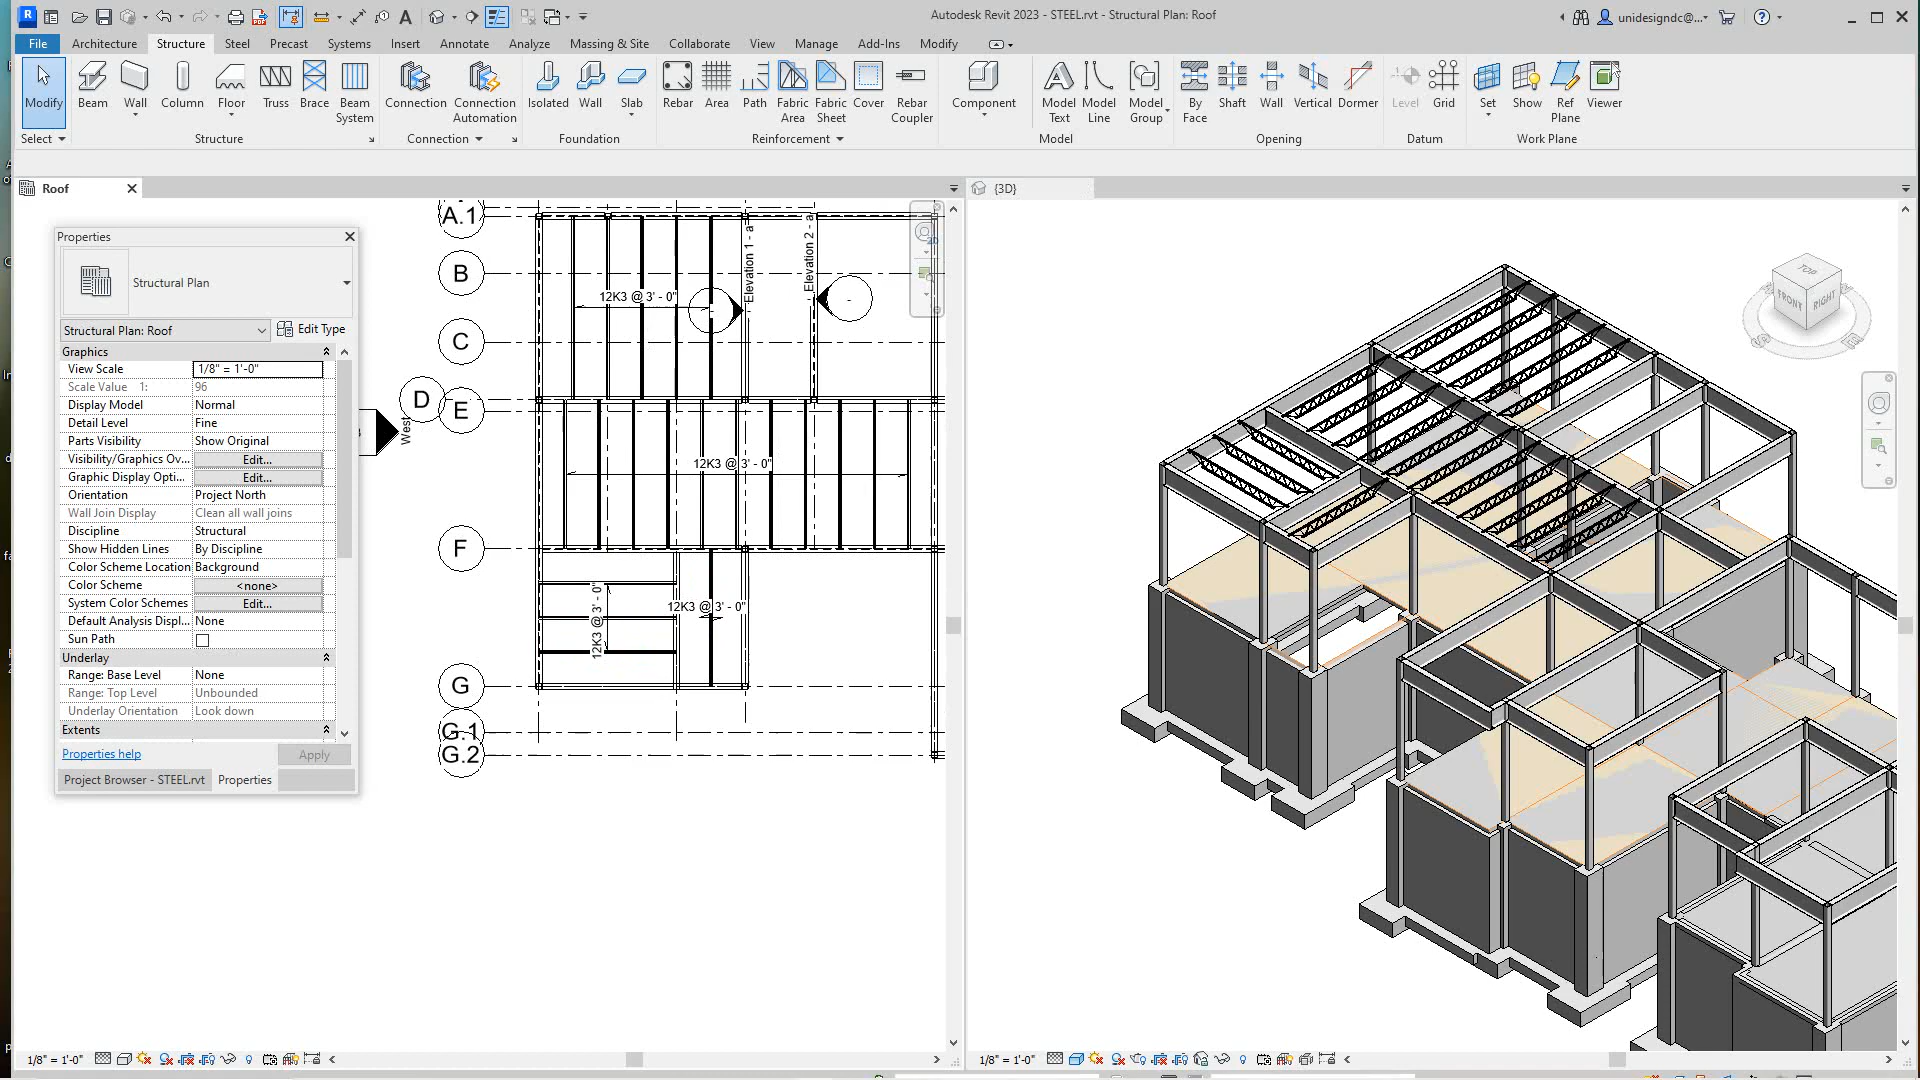 R
A
Autodesk Revit 2023 - STEEL.rvt - Structural Plan: Roof
unidesigndc@...
File Architecture Structure Steel Precast Systems Insert Annotate Analyze Massing & Site Collaborate View Manage Add-Ins Modify
Modify Beam Wall Column Floor Truss Brace Beam System
Connection Connection Automation
Isolated Wall Slab
Rebar Area Path Fabric Area Fabric Sheet Cover Rebar Coupler
Component
Model Text Model Line Model Group
By Face Shaft Wall Vertical Dormer
Level Grid
Set Show Ref Plane Viewer
Select Structure Connection Foundation Reinforcement Model Opening Datum Work Plane
Roof
{3D}
Properties
Structural Plan
Structural Plan: Roof Edit Type
Graphics
View Scale 1/8" = 1'-0"
Scale Value 1: 96
Display Model Normal
Detail Level Fine
Parts Visibility Show Original
Visibility/Graphics Ov... Edit...
Graphic Display Opti... Edit...
Orientation Project North
Wall Join Display Clean all wall joins
Discipline Structural
Show Hidden Lines By Discipline
Color Scheme Location Background
Color Scheme <none>
System Color Schemes Edit...
Default Analysis Displ... None
Sun Path
Underlay
Range: Base Level None
Range: Top Level Unbounded
Underlay Orientation Look down
Extents
Properties help Apply
Project Browser - STEEL.rvt Properties
A.1
B
C
D
E
F
G
G.1
G.2
West
Elevation 1 - a
Elevation 2 - a
12K3 @ 3' - 0"
12K3 @ 3' - 0"
12K3 @ 3' - 0"
12K3 @ 3' - 0"
TOP
FRONT
RIGHT
S
E
1/8" = 1'-0"
1/8" = 1'-0"